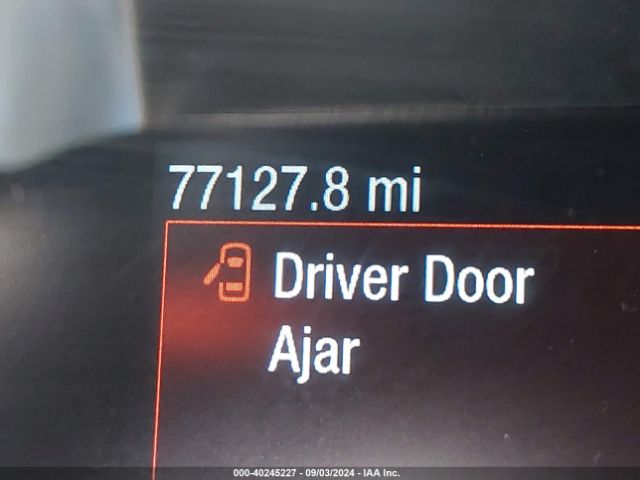 77127.8 mi
Driver Door
Ajar
000-40245227 - 09/03/2024 - IAA Inc.